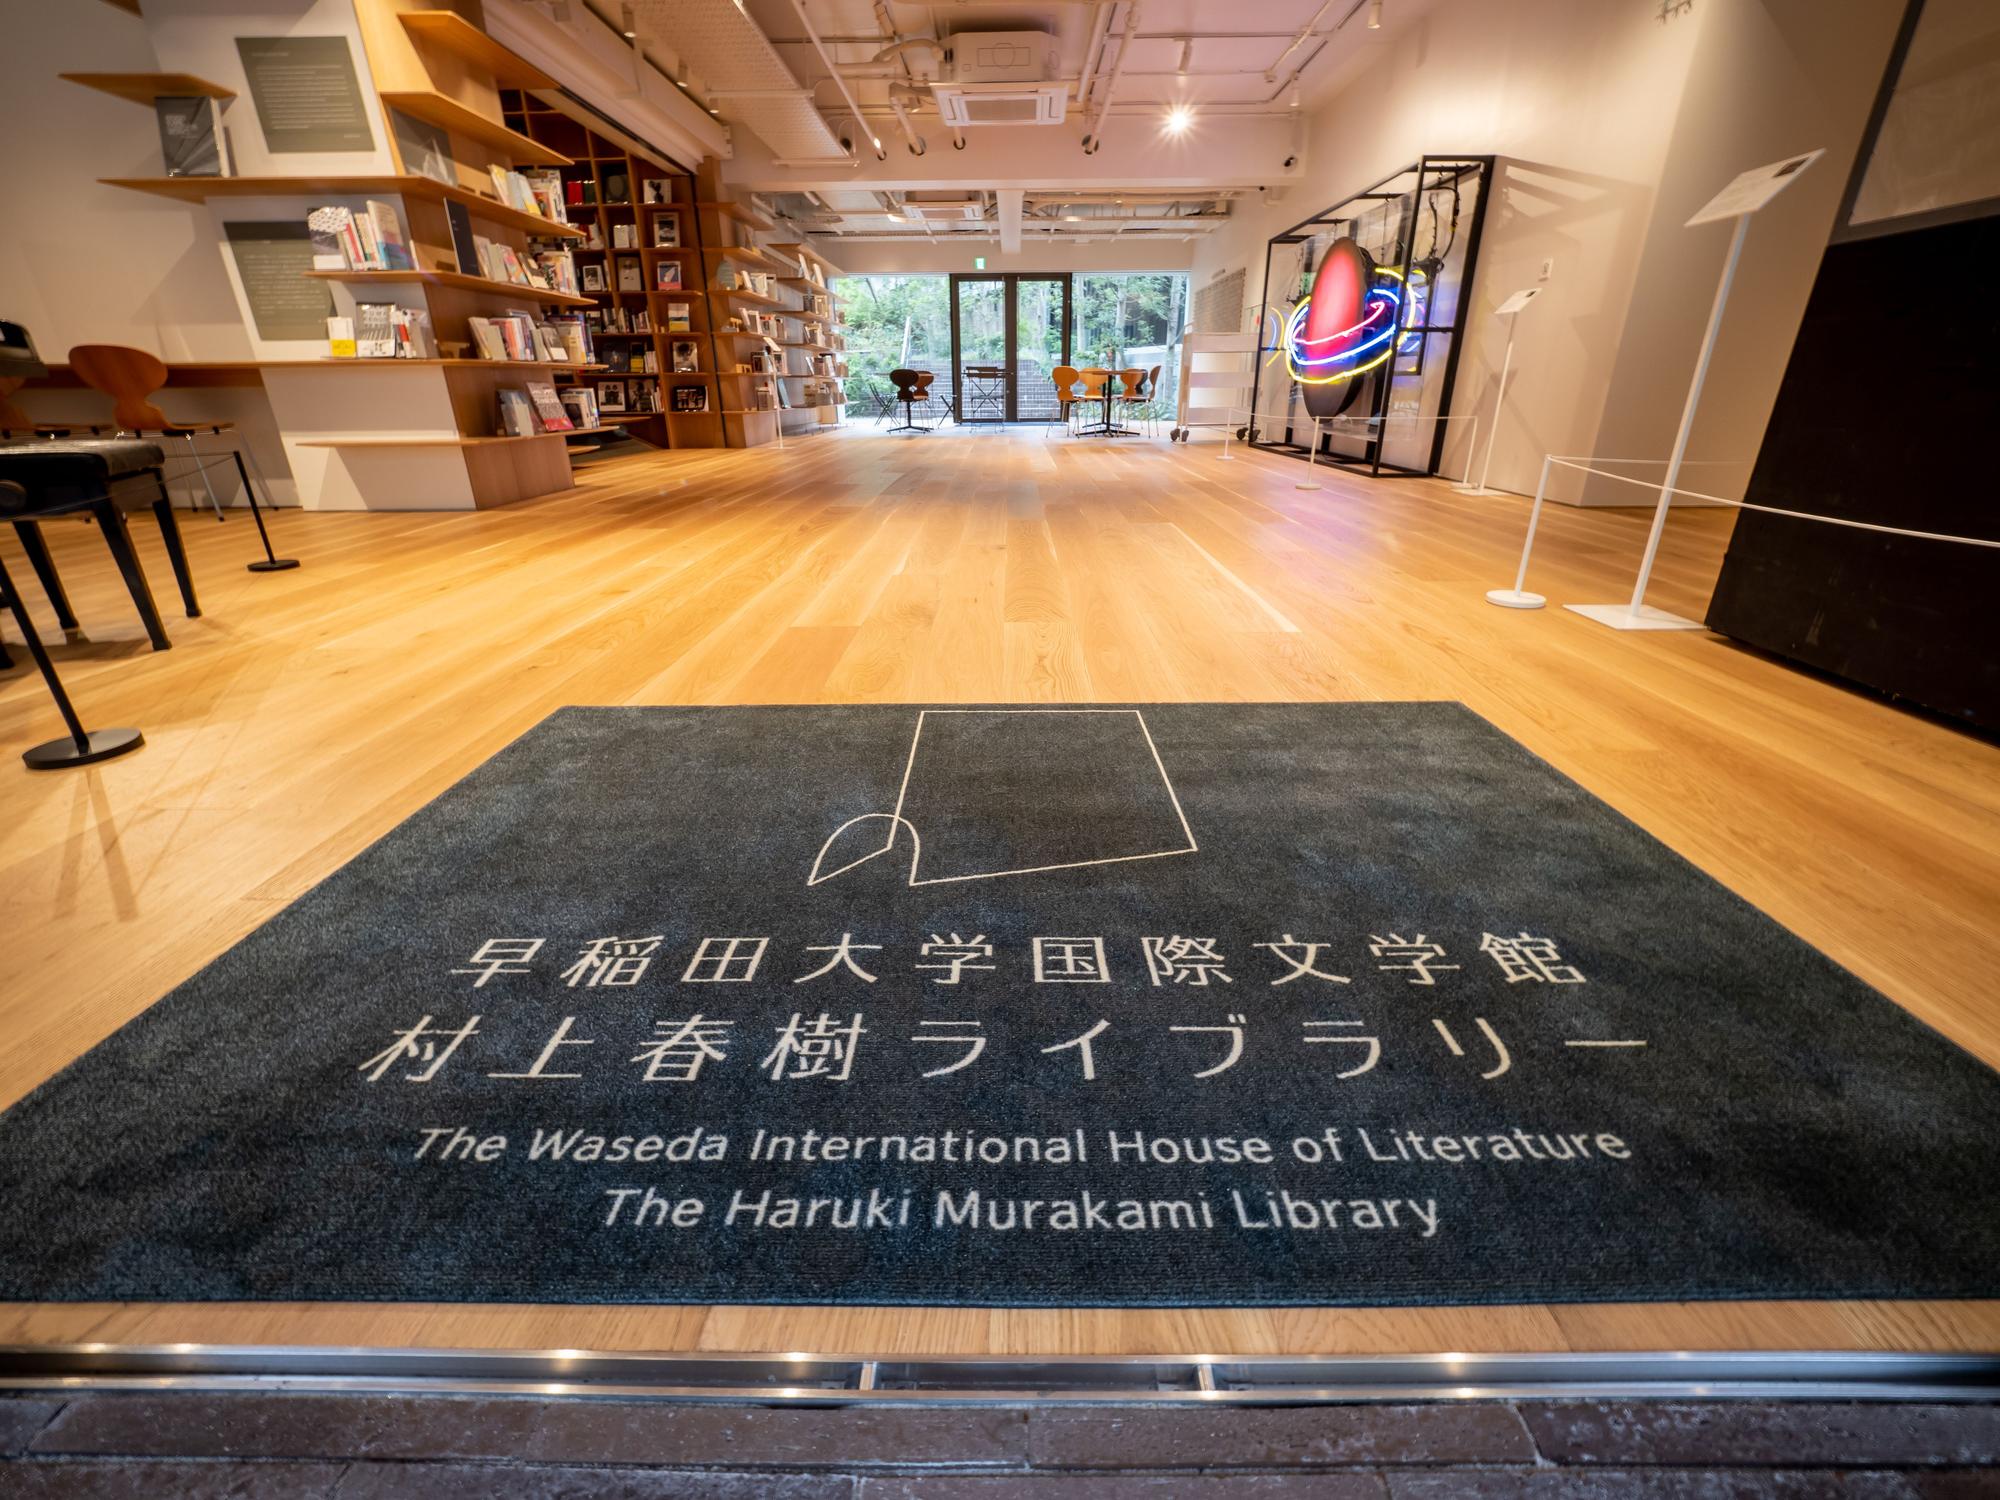 早稲田大学国際文学館
村上春樹ライブラリー
The Waseda International House of Literature
The Haruki Murakami Library